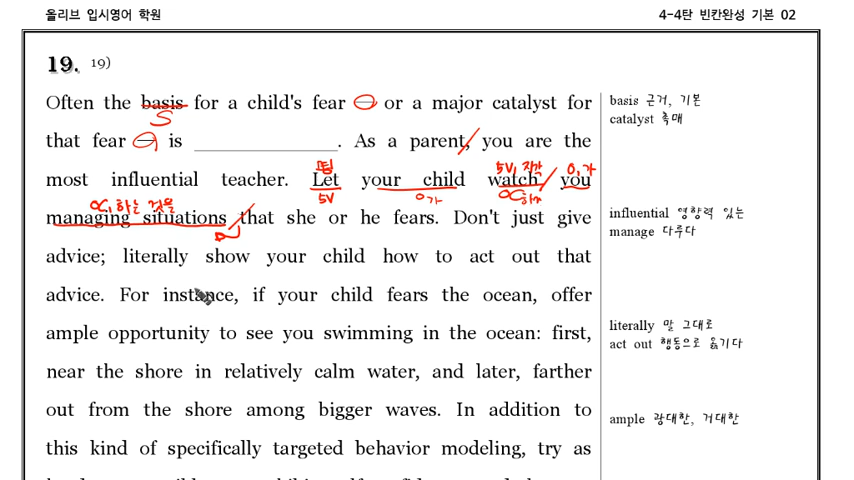 올리브 입시영어 학원
4-4탄 빈칸완성 기본 02
19. 19)
Often the basis for a child's fear or a major catalyst for
basis 근거, 기본
S
catalyst 촉매
that fear is ____________. As a parent, you are the
5V, 지각
O, 가
most influential teacher. Let your child watch you
5V
O 가
OC
OC, 하는 것을
influential 영향력 있는
managing situations that she or he fears. Don't just give
manage 다루다
advice; literally show your child how to act out that
advice. For instance, if your child fears the ocean, offer
literally 말 그대로
ample opportunity to see you swimming in the ocean: first,
act out 행동으로 옮기다
near the shore in relatively calm water, and later, farther
out from the shore among bigger waves. In addition to
ample 광대한, 거대한
this kind of specifically targeted behavior modeling, try as